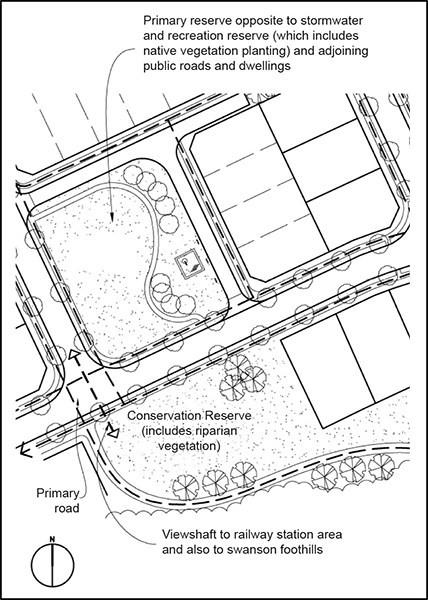 Primary reserve opposite to stormwater
and recreation reserve (which includes
native vegetation planting) and adjoining
public roads and dwellings
Conservation Reserve
(includes riparian
vegetation)
Primary
road
Viewshaft to railway station area
and also to swanson foothills
N